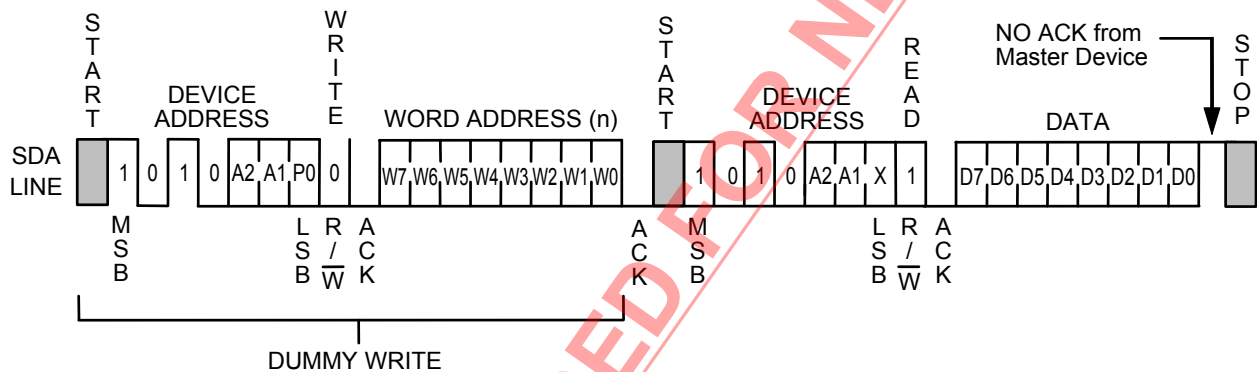 START
WRITE
START
READ
STOP
NO ACK from
Master Device
DEVICE
ADDRESS
WORD ADDRESS (n)
DEVICE
ADDRESS
DATA
SDA
LINE
1 0 1 0 A2 A1 P0 0
W7 W6 W5 W4 W3 W2 W1 W0
1 0 1 0 A2 A1 X 1
D7 D6 D5 D4 D3 D2 D1 D0
MSB
LSB
R/W
ACK
ACK
MSB
LSB
R/W
ACK
DUMMY WRITE
ED FOR